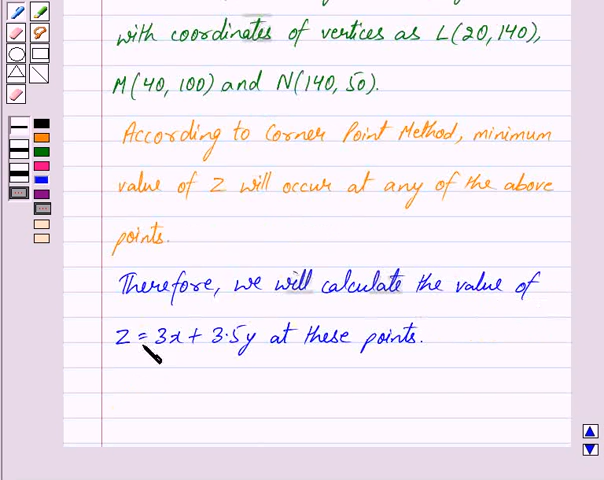 with coordinates of vertices as L(20,140),
M(40, 100) and N(140, 50).
According to Corner Point Method, minimum
value of Z will occur at any of the above
points.
Therefore, we will calculate the value of
Z = 3x + 3.5y at these points.